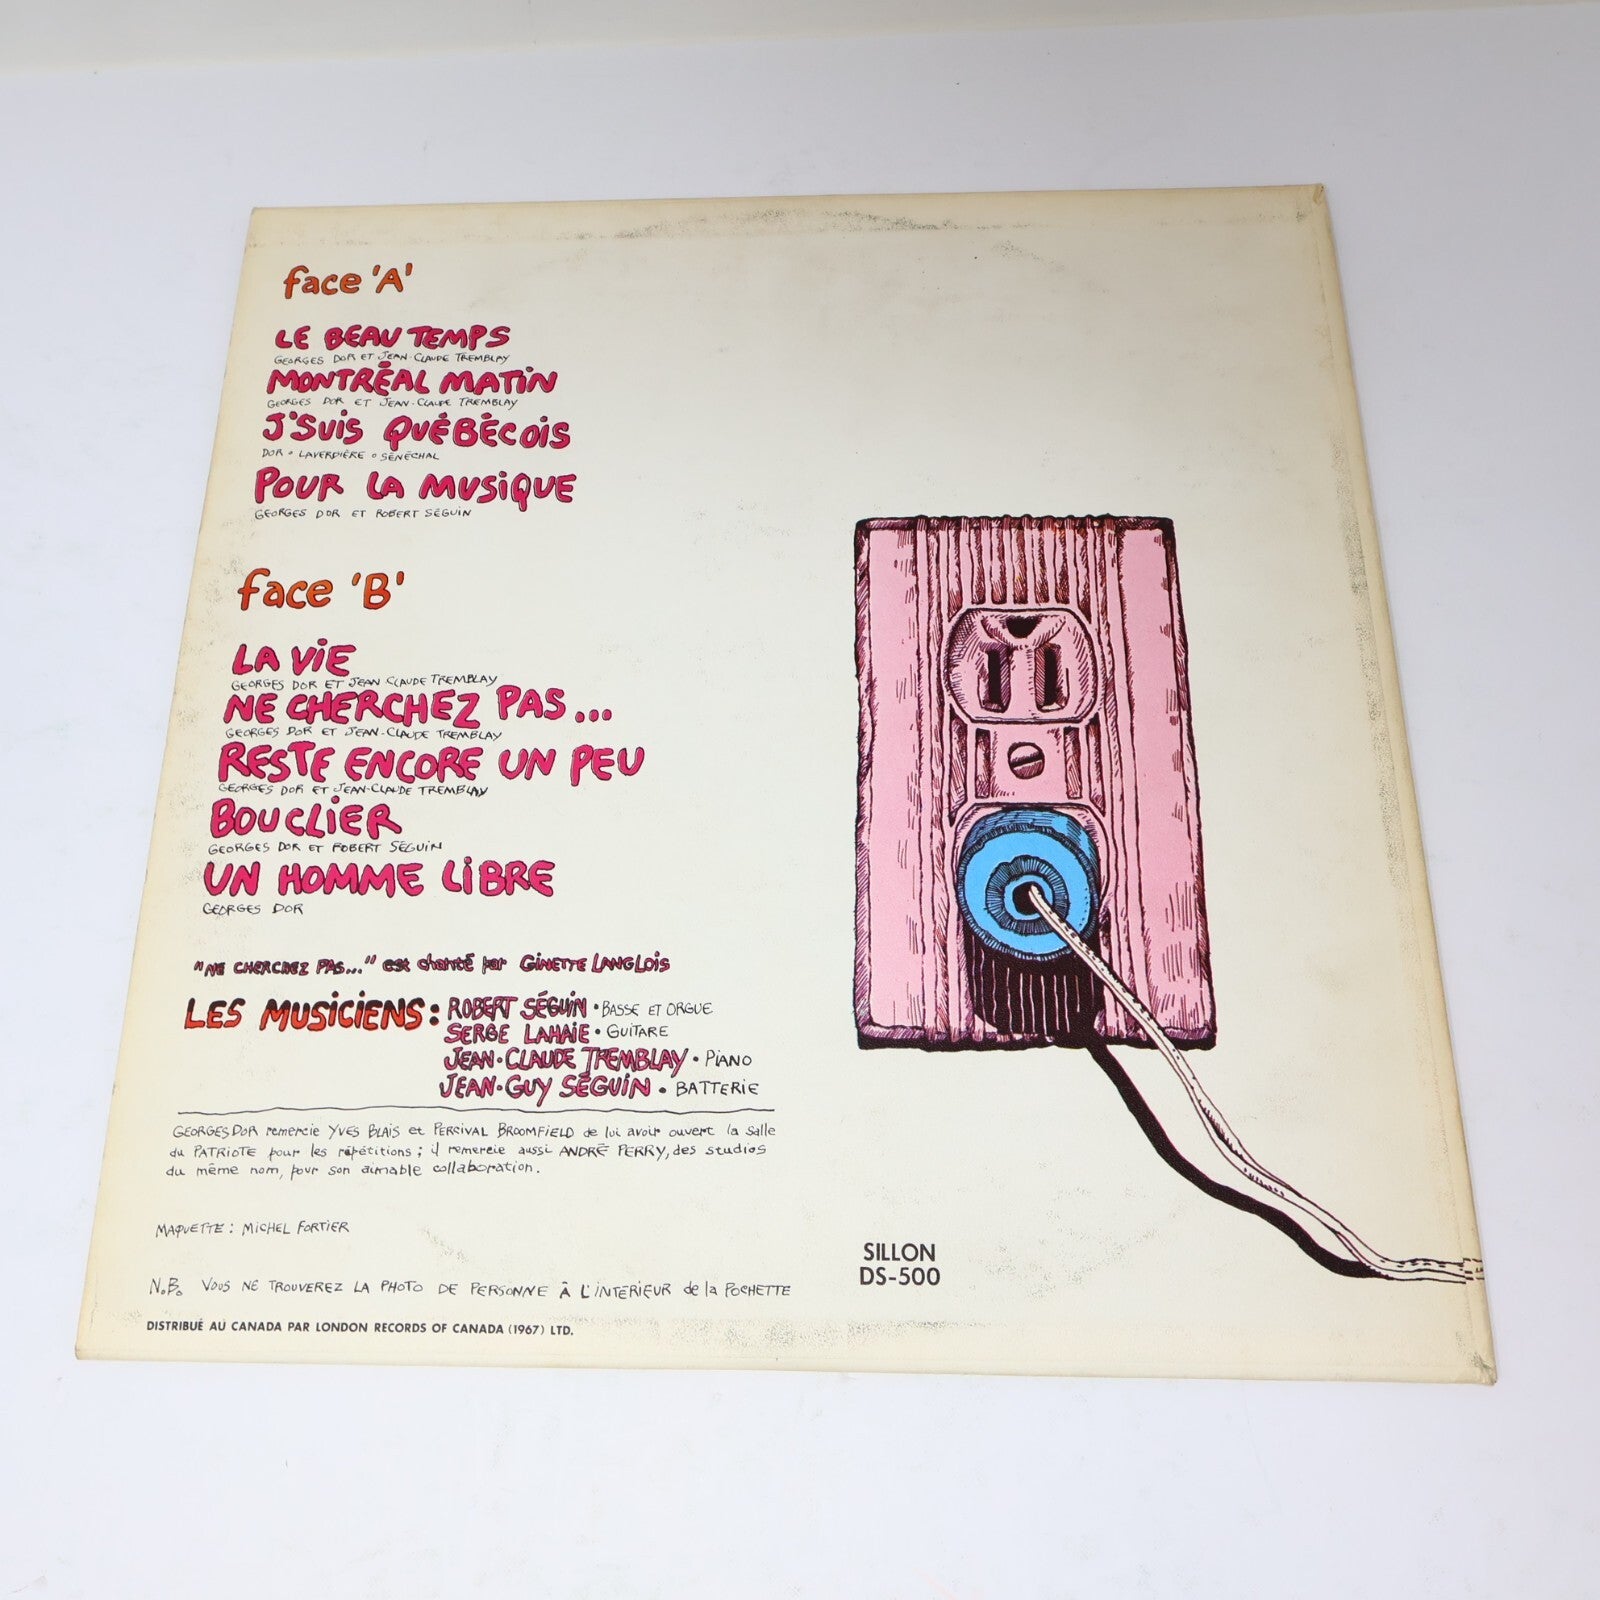 face 'A'
LE BEAU TEMPS
GEORGES DOR ET JEAN-CLAUDE TREMBLAY
MONTRÉAL MATIN
GEORGES DOR ET JEAN-CLAUDE TREMBLAY
J'SUIS QUÉBÉCOIS
DOR • LAVERDIÈRE • SÉNÉCHAL
POUR LA MUSIQUE
GEORGES DOR ET ROBERT SÉGUIN
face 'B'
LA VIE
GEORGES DOR ET JEAN CLAUDE TREMBLAY
NE CHERCHEZ PAS...
GEORGES DOR ET JEAN-CLAUDE TREMBLAY
RESTE ENCORE UN PEU
GEORGES DOR ET JEAN-CLAUDE TREMBLAY
BOUCLIER
GEORGES DOR ET ROBERT SÉGUIN
UN HOMME LIBRE
GEORGES DOR
"NE CHERCHEZ PAS..." est chanté par GINETTE LANGLOIS
LES MUSICIENS: ROBERT SÉGUIN • BASSE ET ORGUE
SERGE LAHAIE • GUITARE
JEAN-CLAUDE TREMBLAY • PIANO
JEAN-GUY SÉGUIN • BATTERIE
GEORGES DOR remercie YVES BLAIS et PERCIVAL BROOMFIELD de lui avoir ouvert la salle
du PATRIOTE pour les répétitions; il remercie aussi ANDRÉ PERRY, des studios
du même nom, pour son aimable collaboration.
MAQUETTE: MICHEL FORTIER
N.B. VOUS NE TROUVEREZ LA PHOTO DE PERSONNE À L'INTÉRIEUR de la POCHETTE
DISTRIBUÉ AU CANADA PAR LONDON RECORDS OF CANADA (1967) LTD.
SILLON
DS-500